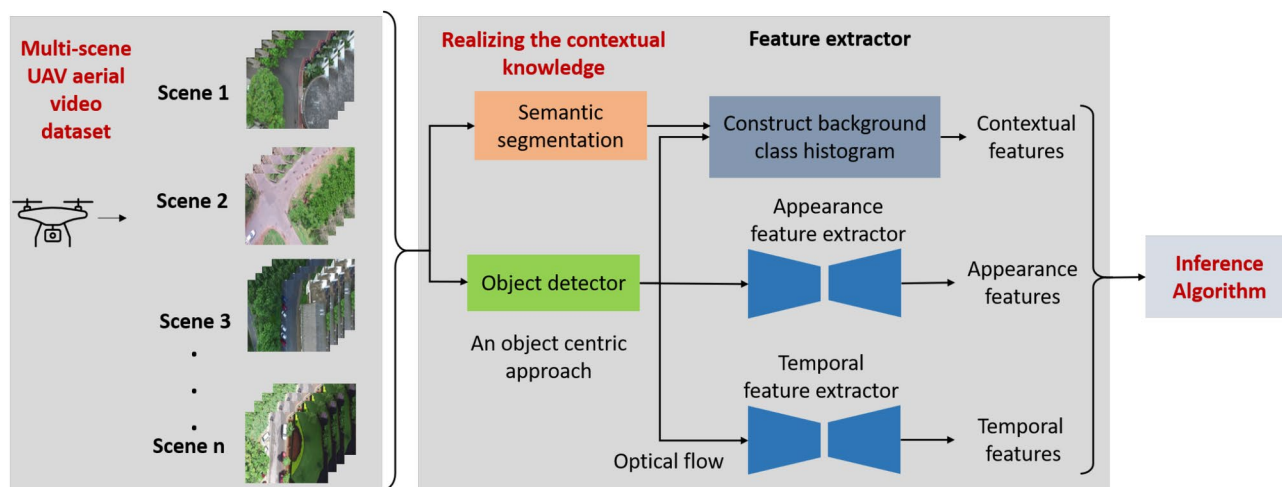 Multi-scene
UAV aerial
video
dataset
Scene 1
Scene 2
Scene 3
Scene n
Realizing the contextual
knowledge
Feature extractor
Semantic
segmentation
Construct background
class histogram
Contextual
features
Object detector
An object centric
approach
Appearance
feature extractor
Appearance
features
Temporal
feature extractor
Optical flow
Temporal
features
Inference
Algorithm